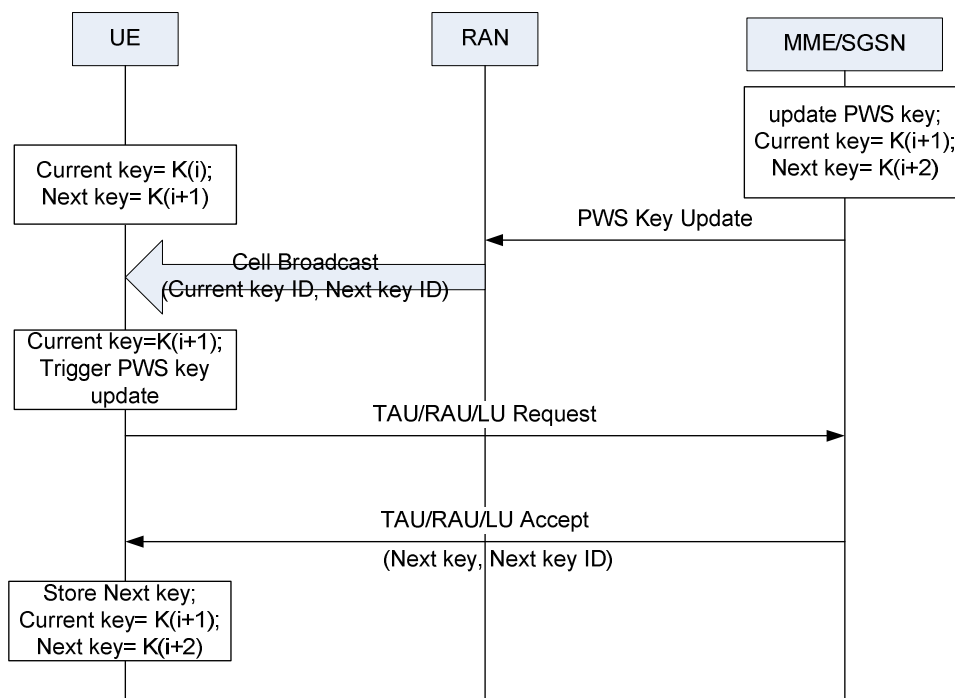 UE
RAN
MME/SGSN
update PWS key;
Current key= K(i+1);
Next key= K(i+2)
Current key= K(i);
Next key= K(i+1)
PWS Key Update
Cell Broadcast
(Current key ID, Next key ID)
Current key=K(i+1);
Trigger PWS key
update
TAU/RAU/LU Request
TAU/RAU/LU Accept
(Next key, Next key ID)
Store Next key;
Current key= K(i+1);
Next key= K(i+2)